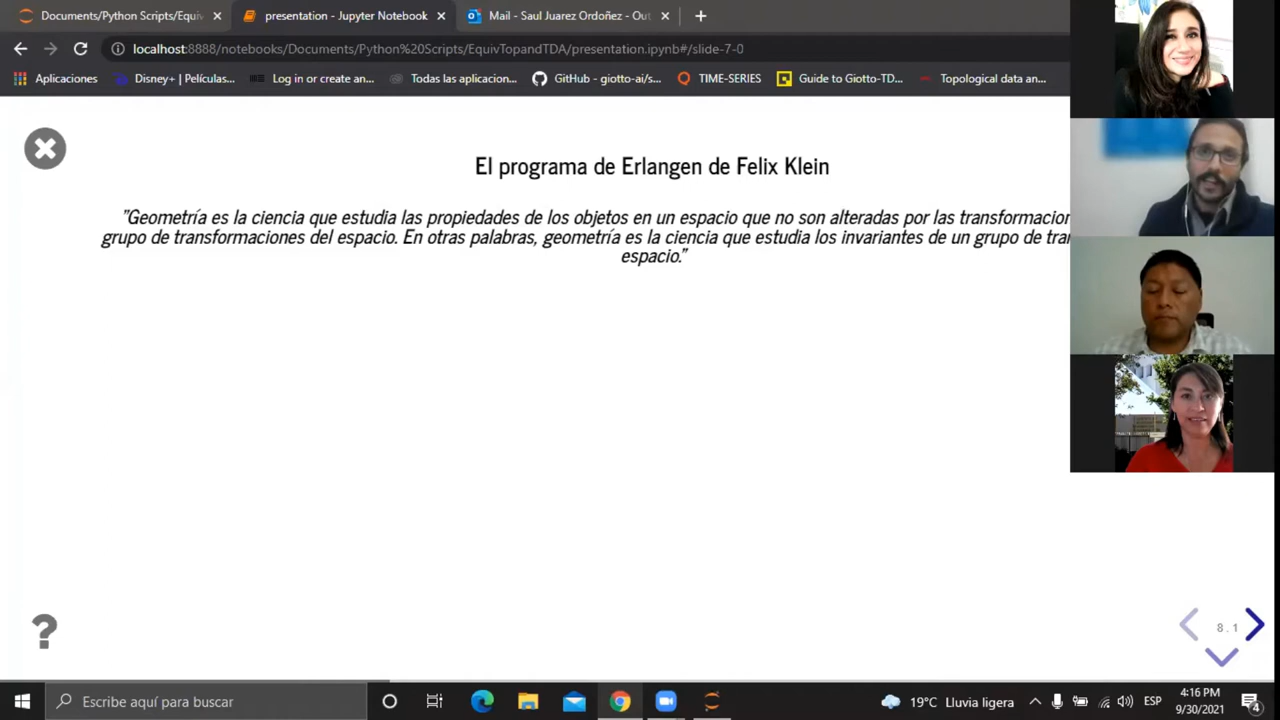 Documents/Python Scripts/Equiv
presentation - Jupyter Notebook
Mail - Saul Juarez Ordoñez - Out
localhost:8888/notebooks/Documents/Python%20Scripts/EquivTopandTDA/presentation.ipynb#/slide-7-0
Aplicaciones
Disney+ | Películas...
Log in or create an...
Todas las aplicacion...
GitHub - giotto-ai/s...
TIME-SERIES
Guide to Giotto-TD...
Topological data an...
El programa de Erlangen de Felix Klein
"Geometría es la ciencia que estudia las propiedades de los objetos en un espacio que no son alteradas por las transformacion
grupo de transformaciones del espacio. En otras palabras, geometría es la ciencia que estudia los invariantes de un grupo de tra
espacio."
8.1
Escribe aquí para buscar
19°C Lluvia ligera
ESP
4:16 PM
9/30/2021
4